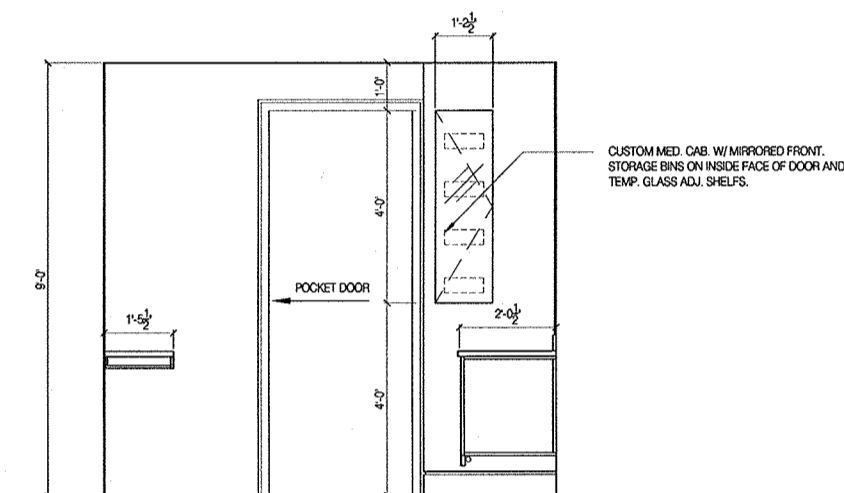 1'-2½"
1'-0"
CUSTOM MED. CAB. W/ MIRRORED FRONT.
STORAGE BINS ON INSIDE FACE OF DOOR AND
TEMP. GLASS ADJ. SHELFS.
4'-0"
9'-0"
POCKET DOOR
1'-5½"
2'-0½"
4'-0"